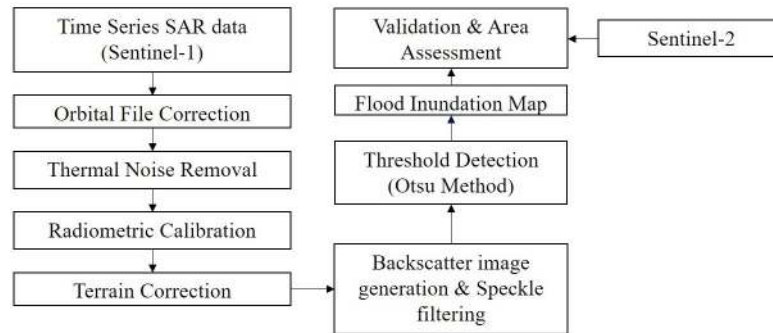 Time Series SAR data
(Sentinel-1)
Orbital File Correction
Thermal Noise Removal
Radiometric Calibration
Terrain Correction
Backscatter image
generation & Speckle
filtering
Threshold Detection
(Otsu Method)
Flood Inundation Map
Validation & Area
Assessment
Sentinel-2